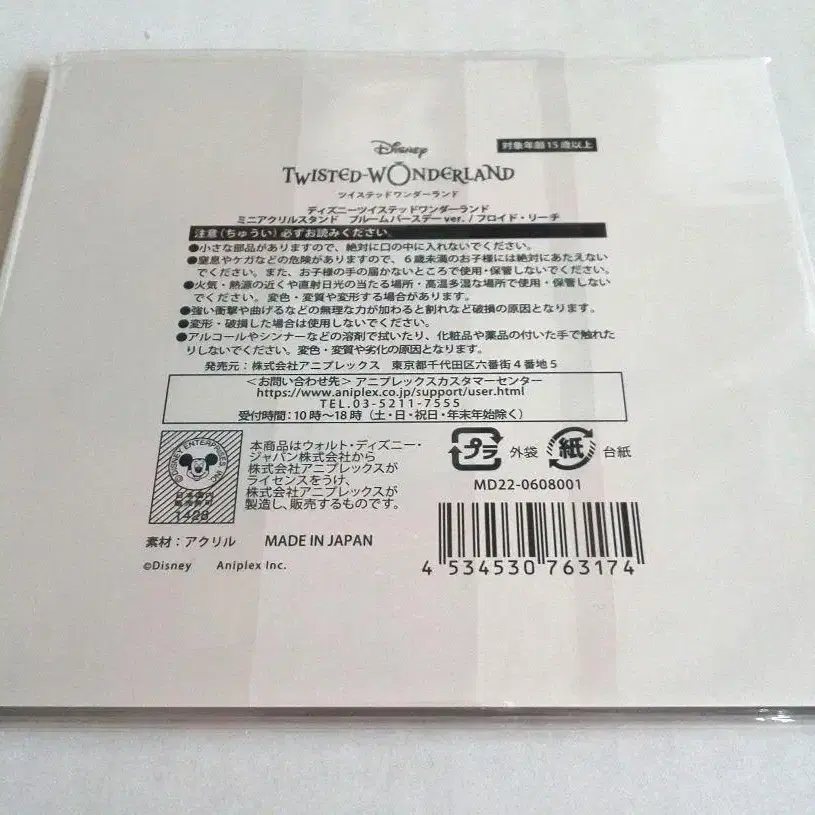 Disney
対象年齢15歳以上
TWISTED-WONDERLAND
ツイステッドワンダーランド
ディズニーツイステッドワンダーランド
ミニアクリルスタンド ブルームバースデーver. / フロイド・リーチ
注意(ちゅうい)必ずお読みください。
●小さな部品がありますので、絶対に口の中に入れないでください。
●窒息やケガなどの危険がありますので、6歳未満のお子様には絶対にあたえない
でください。また、お子様の手の届かないところで使用・保管しないでください。
●火気・熱源の近くや直射日光の当たる場所・高温多湿な場所で使用・保管しない
でください。変色・変質や変形する場合があります。
●強い衝撃や曲げるなどの無理な力が加わると割れなど破損の原因となります。
●変形・破損した場合は使用しないでください。
●アルコールやシンナーなどの溶剤で拭いたり、化粧品や薬品の付いた手で触れた
りしないでください。変色・変質や劣化の原因となります。
発売元:株式会社アニプレックス 東京都千代田区六番街4番地5
<お問い合わせ先> アニプレックスカスタマーセンター
https://www.aniplex.co.jp/support/user.html
TEL.03-5211-7555
受付時間:10時〜18時(土・日・祝日・年末年始除く)
©DISNEY ENTERPRISES INC.
日本国内
販売許可
1428
本商品はウォルト・ディズニー・
ジャパン株式会社から
株式会社アニプレックスが
ライセンスをうけ、
株式会社アニプレックスが
製造し、販売するものです。
プラ 外袋 紙 台紙
MD22-0608001
素材:アクリル MADE IN JAPAN
©Disney Aniplex Inc.
4 534530 763174